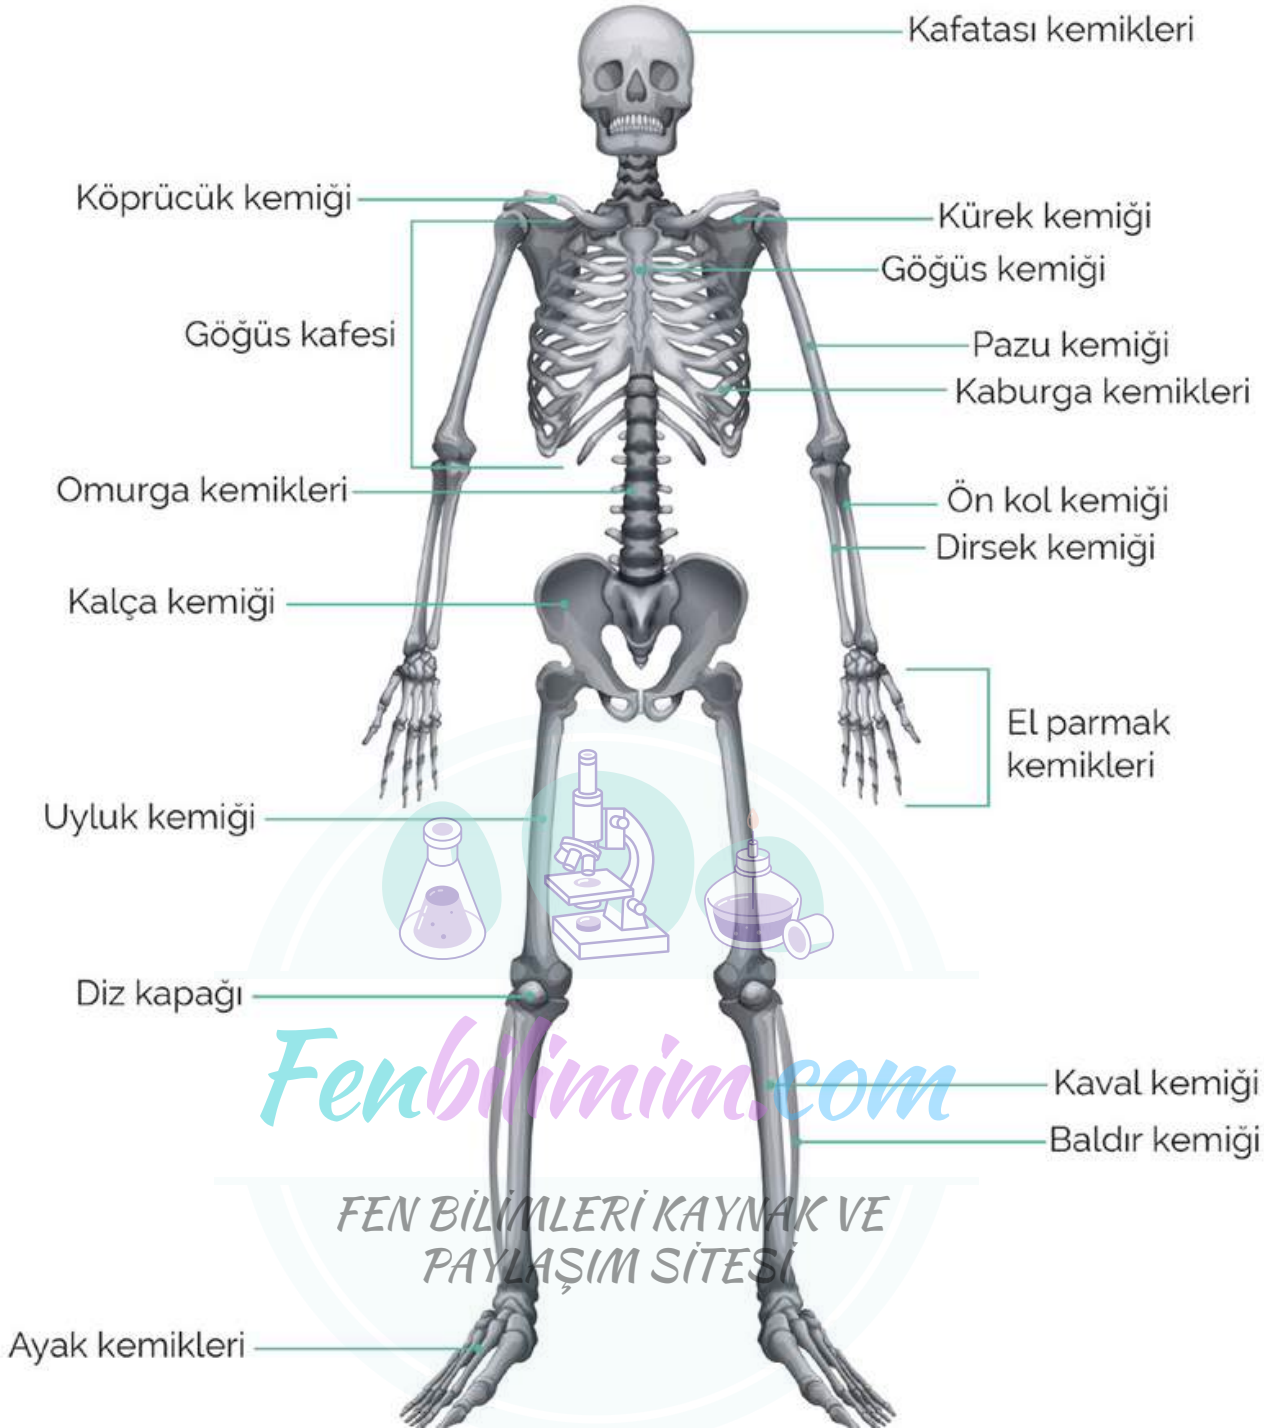 Kafatası kemikleri
Köprücük kemiği
Kürek kemiği
Göğüs kemiği
Göğüs kafesi
Pazu kemiği
Kaburga kemikleri
Omurga kemikleri
Ön kol kemiği
Dirsek kemiği
Kalça kemiği
El parmak
kemikleri
Uyluk kemiği
Diz kapağı
Fenbilimim.com
Kaval kemiği
Baldır kemiği
FEN BİLİMLERİ KAYNAK VE
PAYLAŞIM SİTESİ
Ayak kemikleri